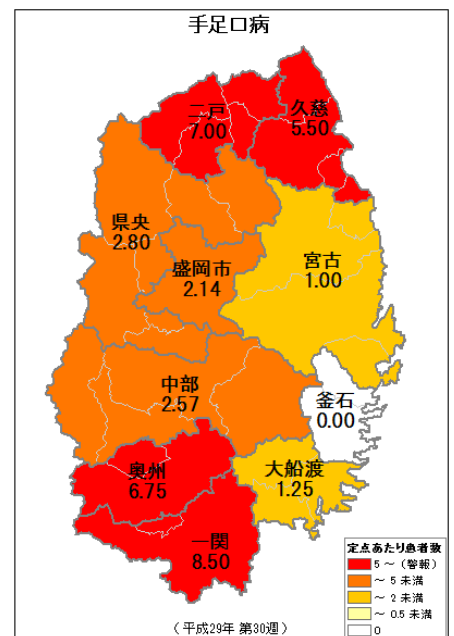 手足口病
二戸
7.00
久慈
5.50
県央
2.80
盛岡市
2.14
宮古
1.00
中部
2.57
釜石
0.00
奥州
6.75
大船渡
1.25
一関
8.50
定点あたり患者数
5 ～（警報）
～ 5 未満
～ 2 未満
～ 0.5 未満
0
（平成29年 第30週）